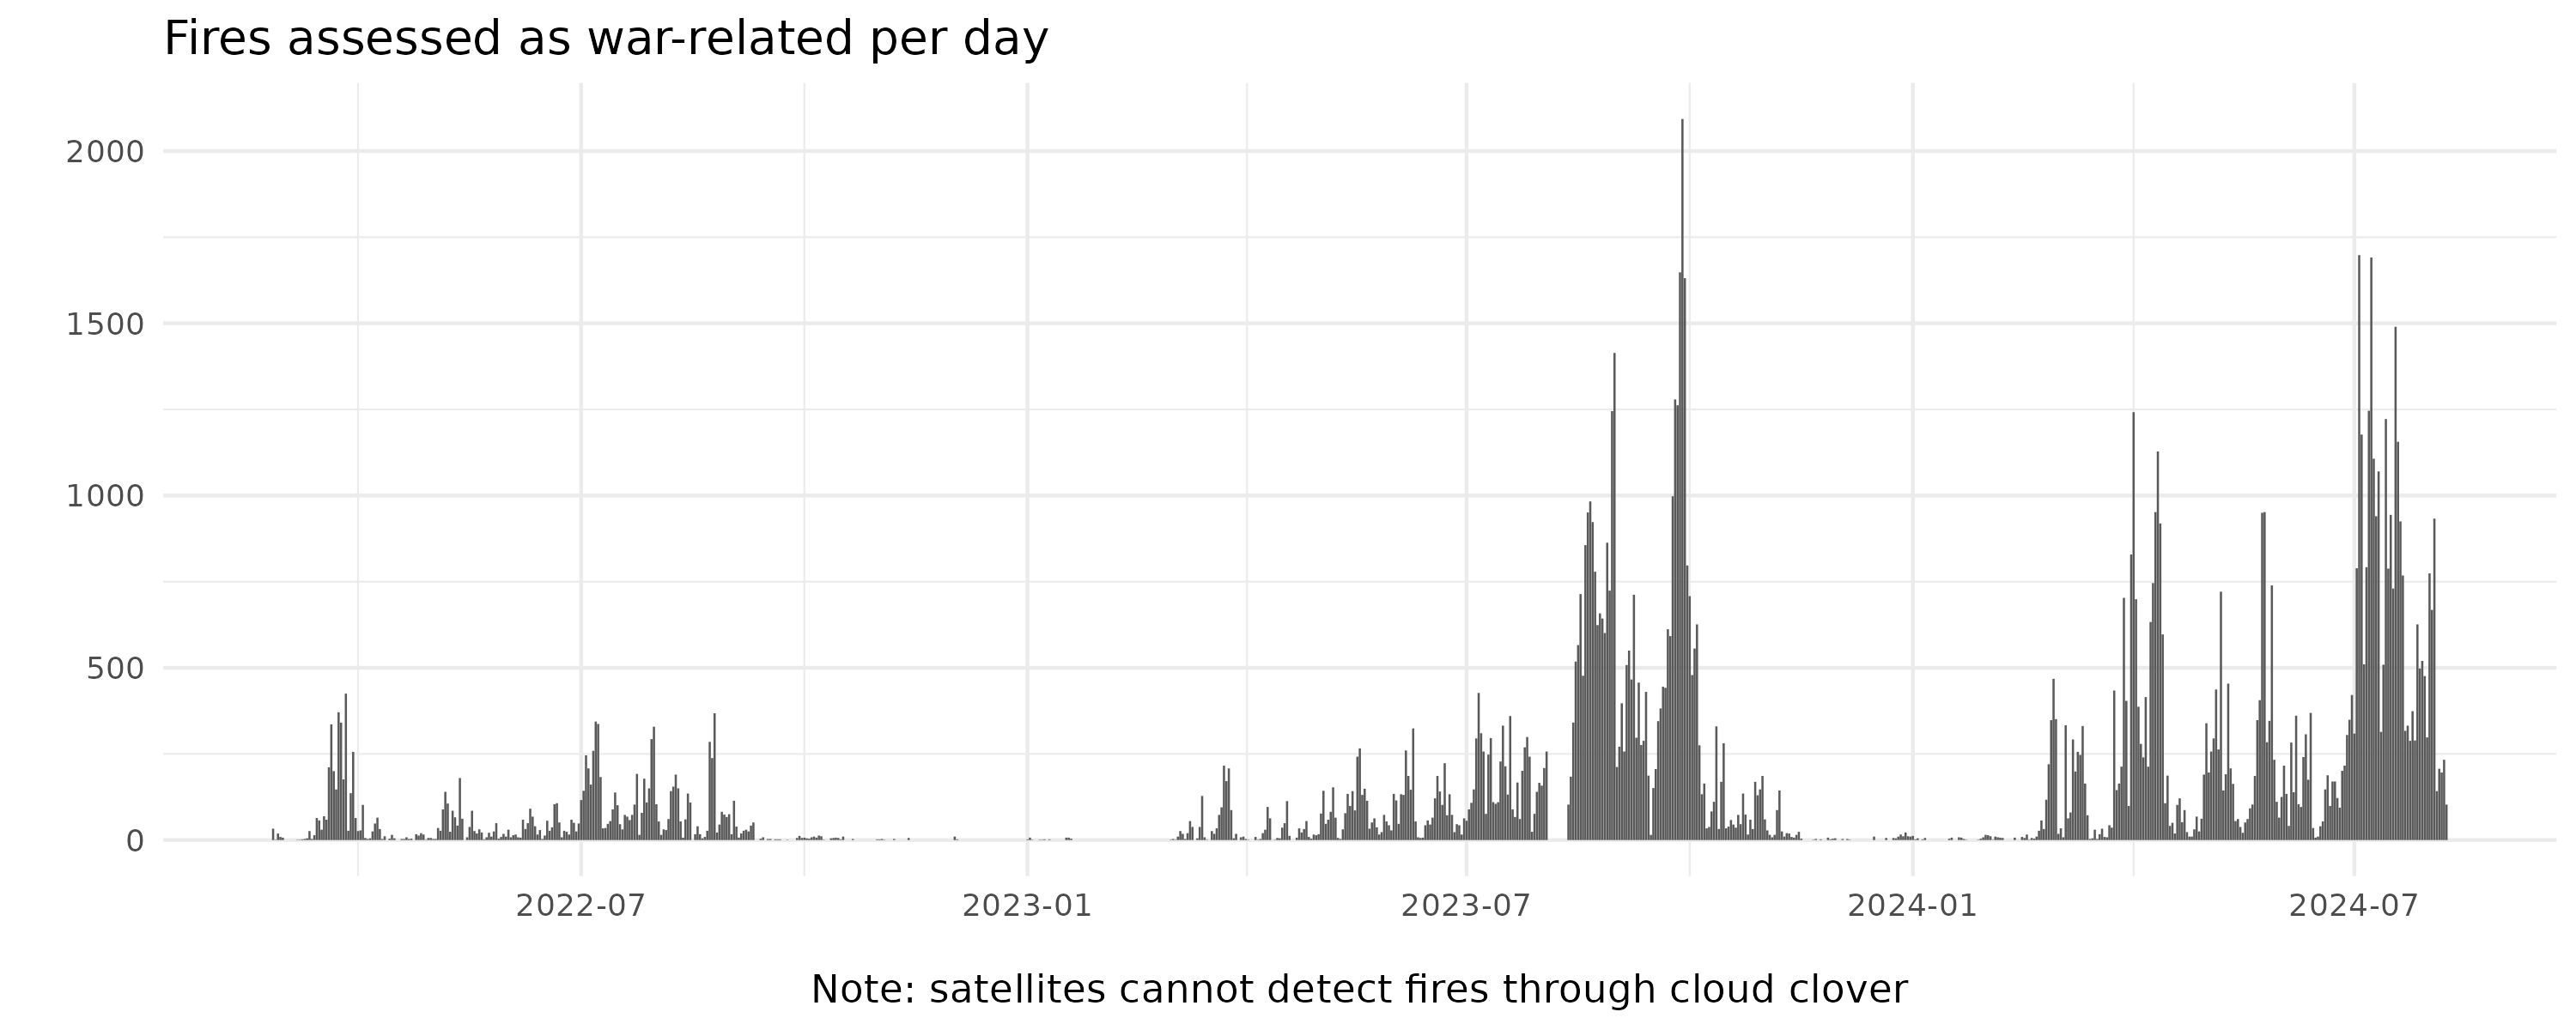 Fires assessed as war-related per day
2000
1500
1000
500
0
2022-07 2023-01 2023-07 2024-01 2024-07
Note: satellites cannot detect fires through cloud clover